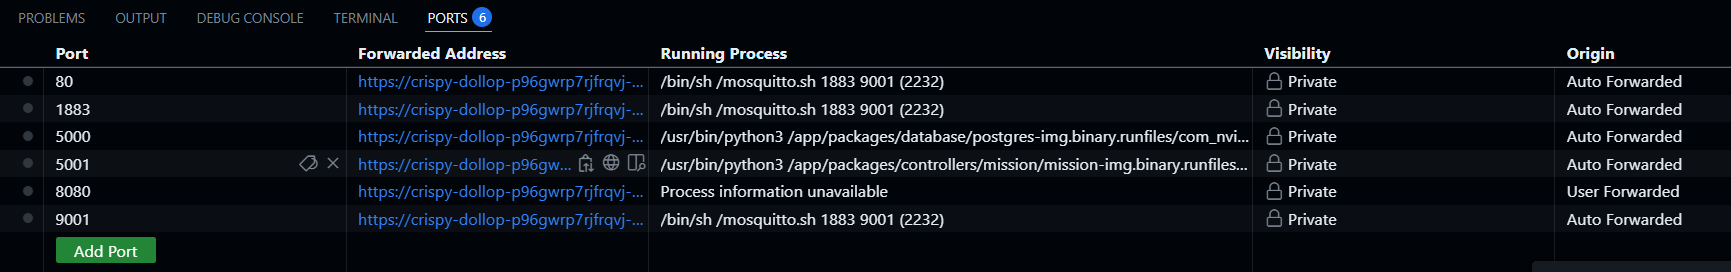 PROBLEMS OUTPUT DEBUG CONSOLE TERMINAL PORTS 6
Port Forwarded Address Running Process Visibility Origin
80 https://crispy-dollop-p96gwrp7rjfrqvj-... /bin/sh /mosquitto.sh 1883 9001 (2232) Private Auto Forwarded
1883 https://crispy-dollop-p96gwrp7rjfrqvj-... /bin/sh /mosquitto.sh 1883 9001 (2232) Private Auto Forwarded
5000 https://crispy-dollop-p96gwrp7rjfrqvj-... /usr/bin/python3 /app/packages/database/postgres-img.binary.runfiles/com_nvi... Private Auto Forwarded
5001 https://crispy-dollop-p96gw... /usr/bin/python3 /app/packages/controllers/mission/mission-img.binary.runfiles... Private Auto Forwarded
8080 https://crispy-dollop-p96gwrp7rjfrqvj-... Process information unavailable Private User Forwarded
9001 https://crispy-dollop-p96gwrp7rjfrqvj-... /bin/sh /mosquitto.sh 1883 9001 (2232) Private Auto Forwarded
Add Port